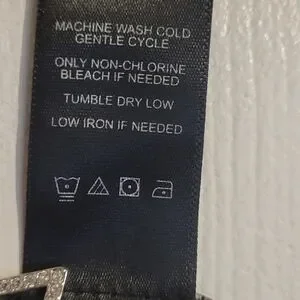 MACHINE WASH COLD
GENTLE CYCLE
ONLY NON-CHLORINE
BLEACH IF NEEDED
TUMBLE DRY LOW
LOW IRON IF NEEDED